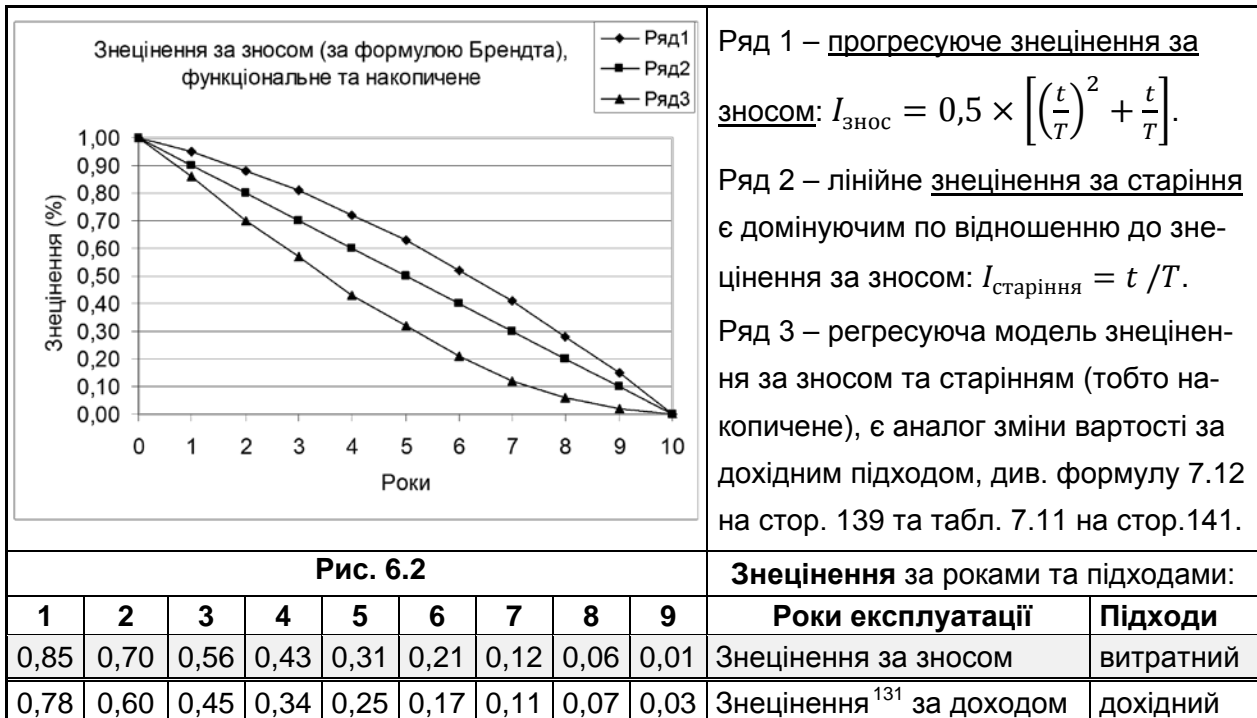 Знецінення за зносом (за формулою Брендта),
функціональне та накопичене
Ряд1
Ряд2
Ряд3
Знецінення (%)
1,00
0,90
0,80
0,70
0,60
0,50
0,40
0,30
0,20
0,10
0,00
0 1 2 3 4 5 6 7 8 9 10
Роки
Ряд 1 – прогресуюче знецінення за
зносом: I_знос = 0,5 × [(t/T)^2 + t/T].
Ряд 2 – лінійне знецінення за старіння
є домінуючим по відношенню до зне-
цінення за зносом: I_старіння = t /T.
Ряд 3 – регресуюча модель знецінен-
ня за зносом та старінням (тобто на-
копичене), є аналог зміни вартості за
дохідним підходом, див. формулу 7.12
на стор. 139 та табл. 7.11 на стор.141.
Рис. 6.2 Знецінення за роками та підходами:
1 2 3 4 5 6 7 8 9 Роки експлуатації Підходи
0,85 0,70 0,56 0,43 0,31 0,21 0,12 0,06 0,01 Знецінення за зносом витратний
0,78 0,60 0,45 0,34 0,25 0,17 0,11 0,07 0,03 Знецінення 131 за доходом дохідний